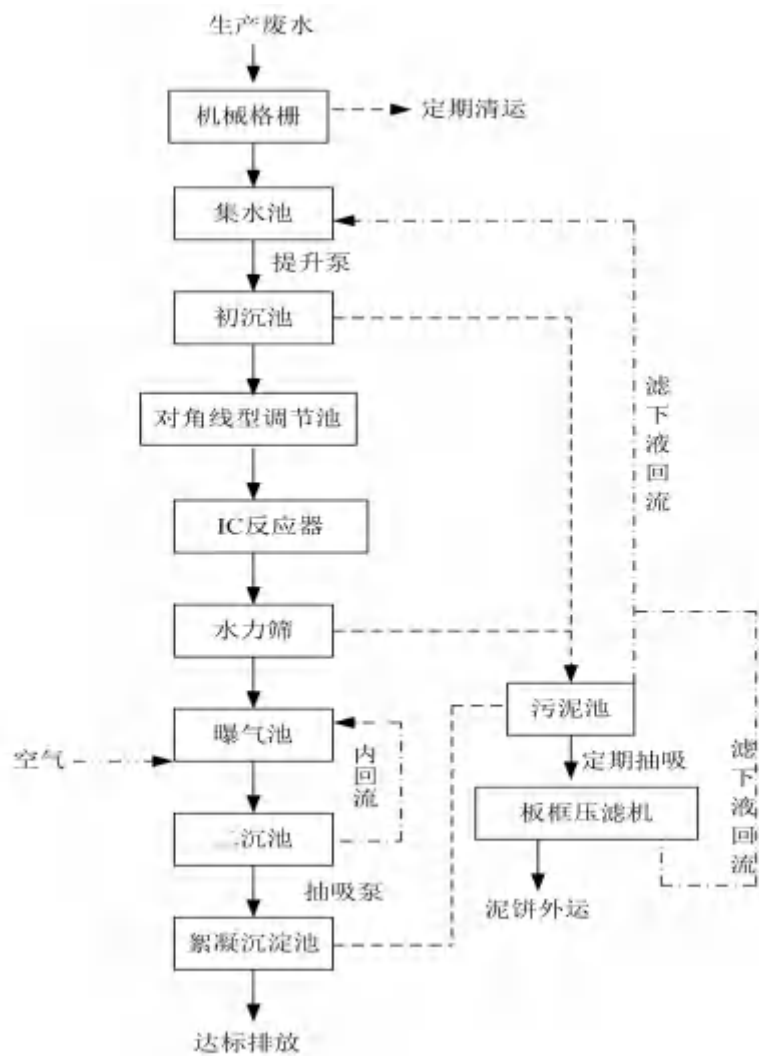 生产废水
机械格栅
定期清运
集水池
提升泵
初沉池
对角线型调节池
滤下液回流
IC反应器
水力筛
污泥池
曝气池
内回流
空气
定期抽吸
板框压滤机
滤下液回流
二沉池
抽吸泵
泥饼外运
絮凝沉淀池
达标排放